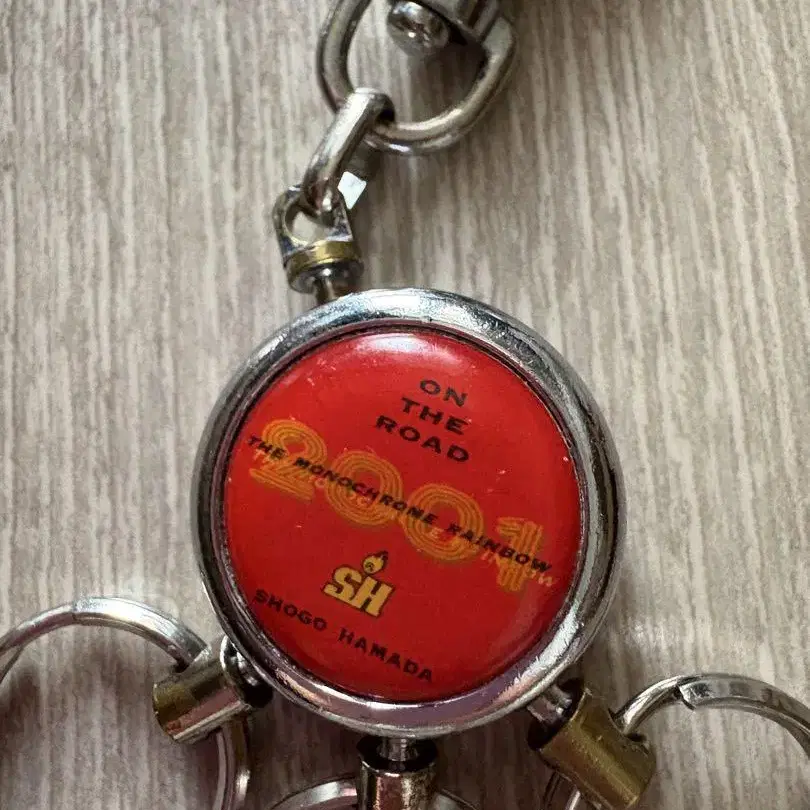 ON
THE
ROAD
2001
THE MONOCHROME RAINBOW
SH
SHOGO HAMADA